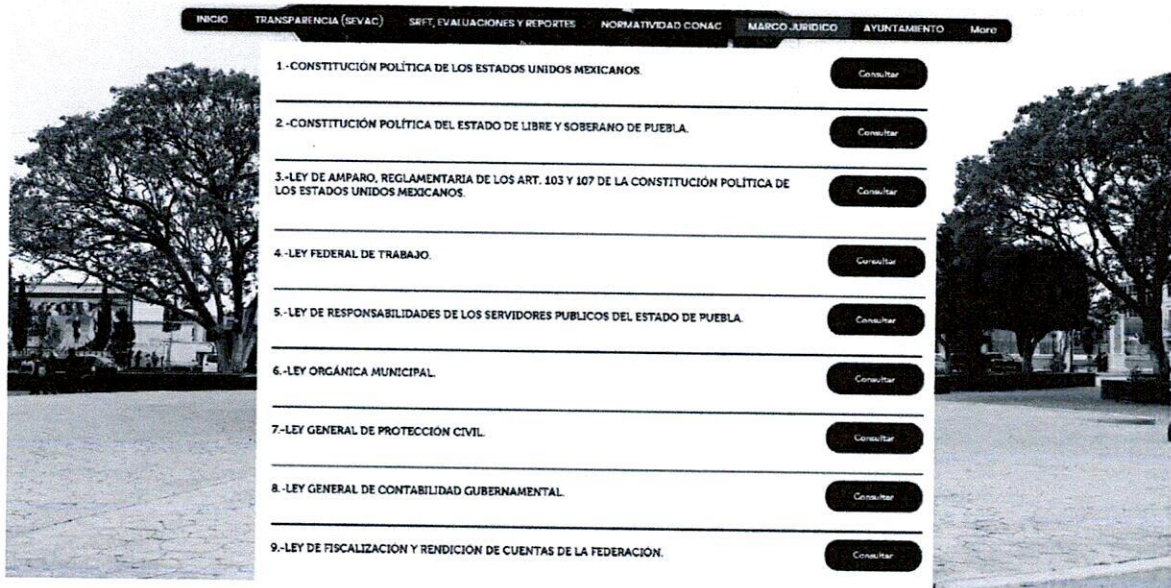 INICIO TRANSPARENCIA (SEVAC) SRFT, EVALUACIONES Y REPORTES NORMATIVIDAD CONAC MARCO JURIDICO AYUNTAMIENTO More
1.-CONSTITUCIÓN POLÍTICA DE LOS ESTADOS UNIDOS MEXICANOS. Consultar
2.-CONSTITUCIÓN POLÍTICA DEL ESTADO DE LIBRE Y SOBERANO DE PUEBLA. Consultar
3.-LEY DE AMPARO, REGLAMENTARIA DE LOS ART. 103 Y 107 DE LA CONSTITUCIÓN POLÍTICA DE
LOS ESTADOS UNIDOS MEXICANOS. Consultar
4.-LEY FEDERAL DE TRABAJO. Consultar
5.-LEY DE RESPONSABILIDADES DE LOS SERVIDORES PUBLICOS DEL ESTADO DE PUEBLA. Consultar
6.-LEY ORGÁNICA MUNICIPAL. Consultar
7.-LEY GENERAL DE PROTECCIÓN CIVIL. Consultar
8.-LEY GENERAL DE CONTABILIDAD GUBERNAMENTAL. Consultar
9.-LEY DE FISCALIZACIÓN Y RENDICIÓN DE CUENTAS DE LA FEDERACIÓN. Consultar